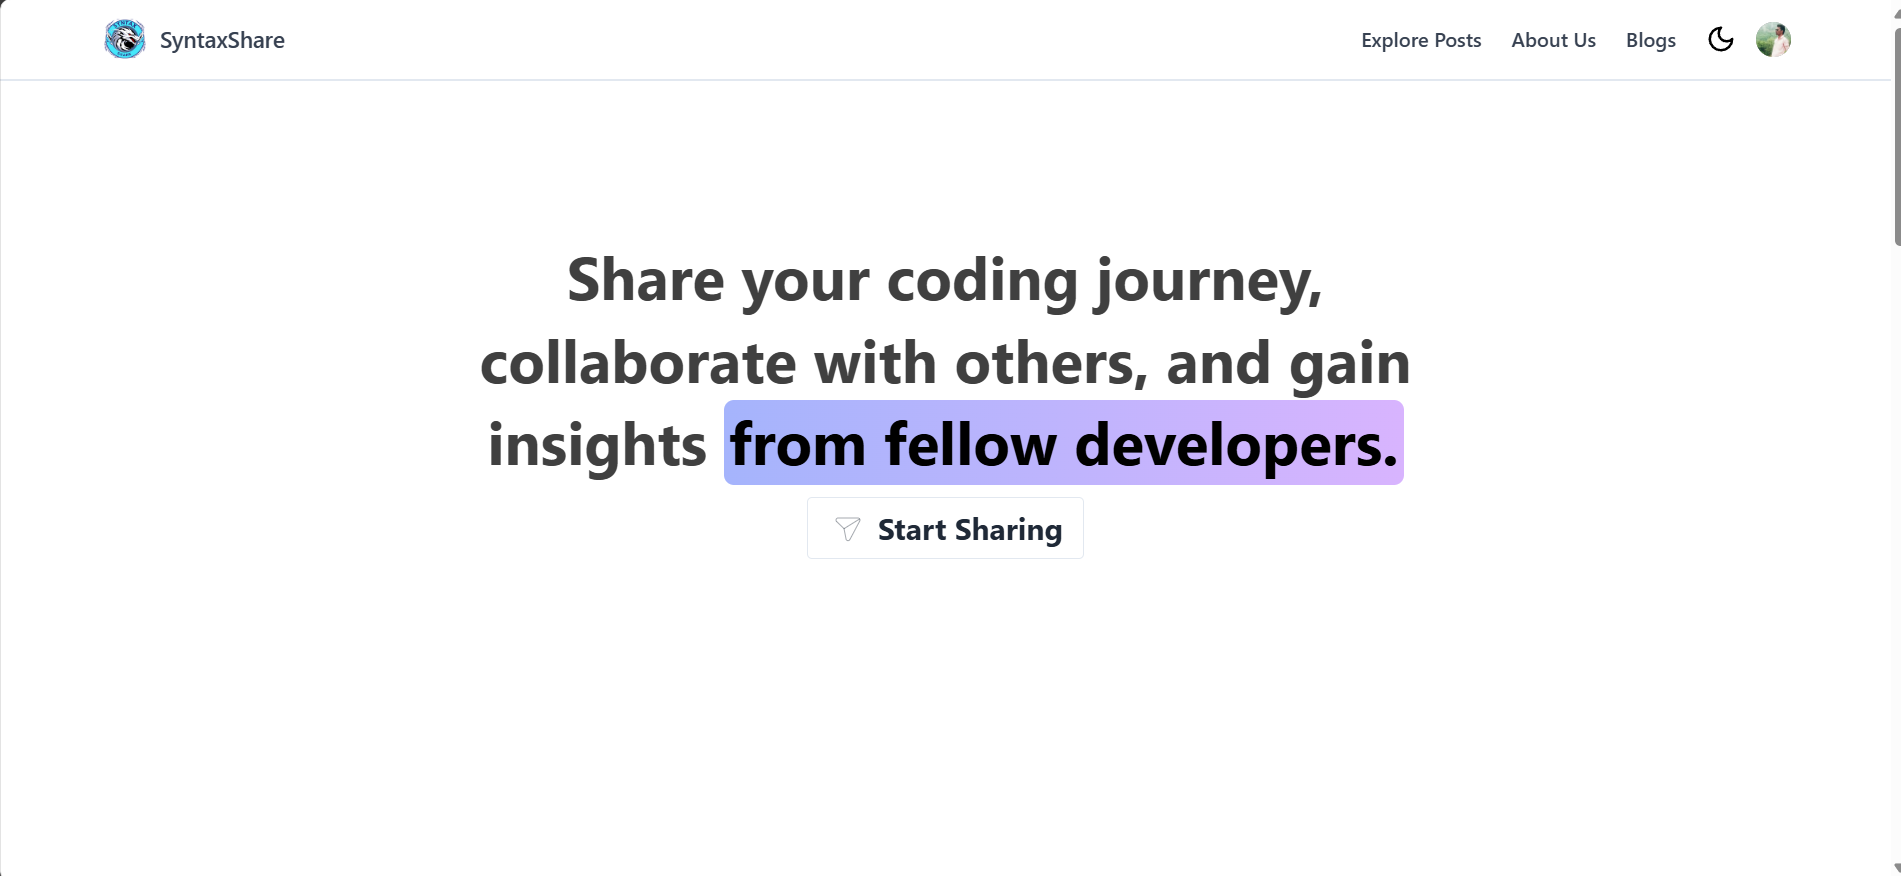 SYNTAX
SyntaxShare
Explore Posts
About Us
Blogs
Share your coding journey,
collaborate with others, and gain
insights from fellow developers.
Start Sharing